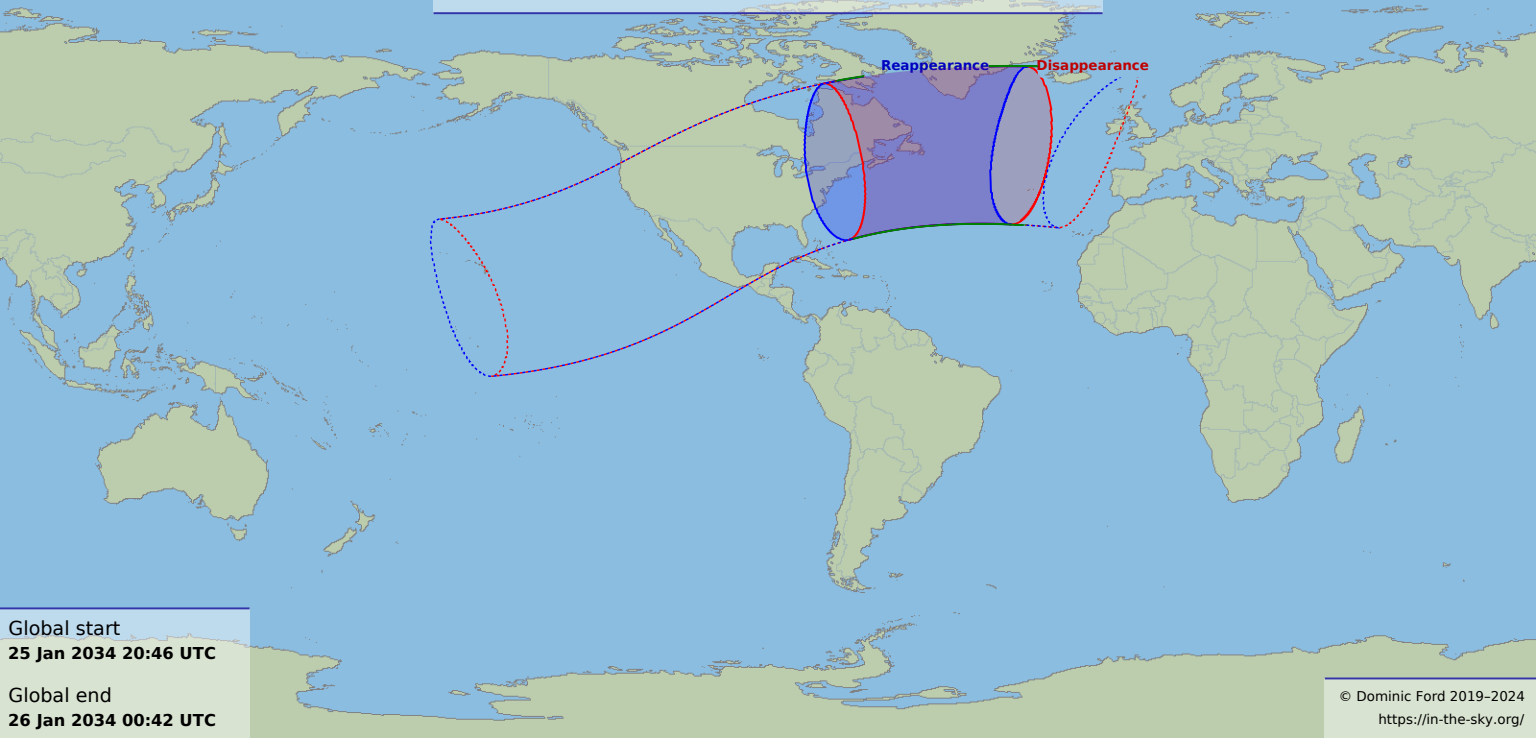 Reappearance
Disappearance
Global start
25 Jan 2034 20:46 UTC
Global end
26 Jan 2034 00:42 UTC
© Dominic Ford 2019–2024
https://in-the-sky.org/